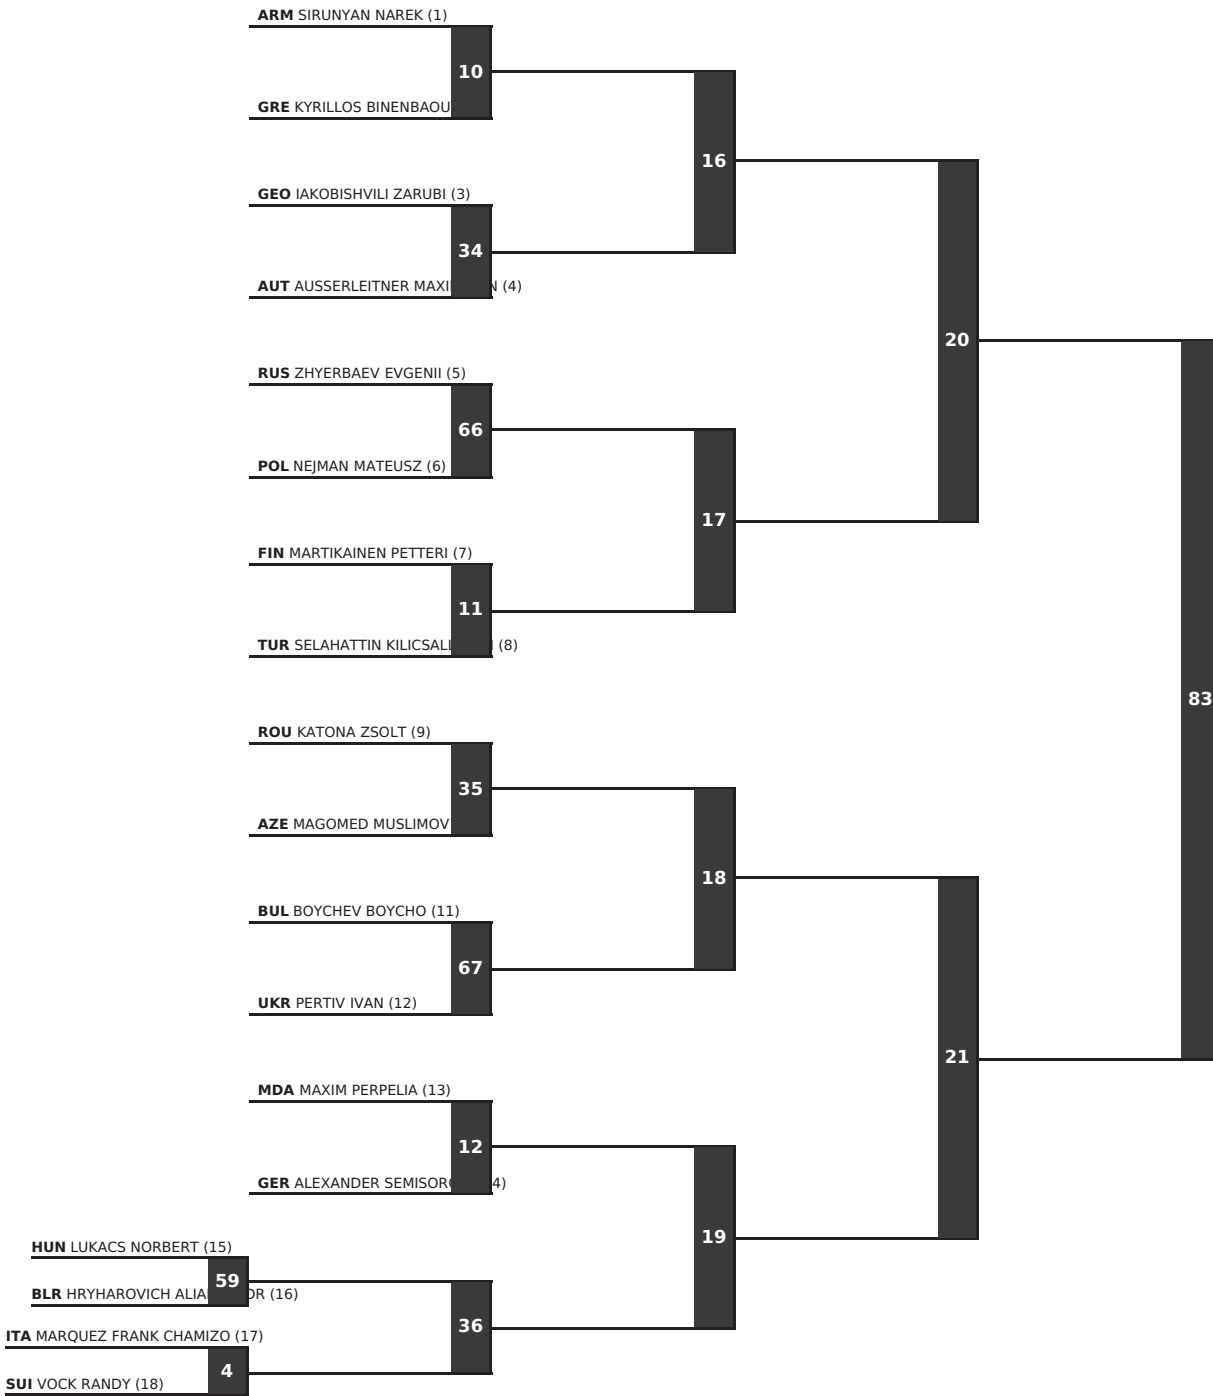 ARM SIRUNYAN NAREK (1)
10
GRE KYRILLOS BINENBAOU
16
GEO IAKOBISHVILI ZARUBI (3)
34
AUT AUSSERLEITNER (4)
20
RUS ZHYERBAEV EVGENII (5)
66
POL NEJMAN MATEUSZ (6)
17
FIN MARTIKAINEN PETTERI (7)
11
TUR SELAHATTIN (8)
83
ROU KATONA ZSOLT (9)
35
AZE MAGOMED MUSLIMOV
18
BUL BOYCHEV BOYCHO (11)
67
UKR PERTIV IVAN (12)
21
MDA MAXIM PERPELIA (13)
12
GER ALEXANDER
19
HUN LUKACS NORBERT (15)
59
BLR HRYHAROVICH (16)
36
ITA MARQUEZ FRANK CHAMIZO (17)
4
SUI VOCK RANDY (18)